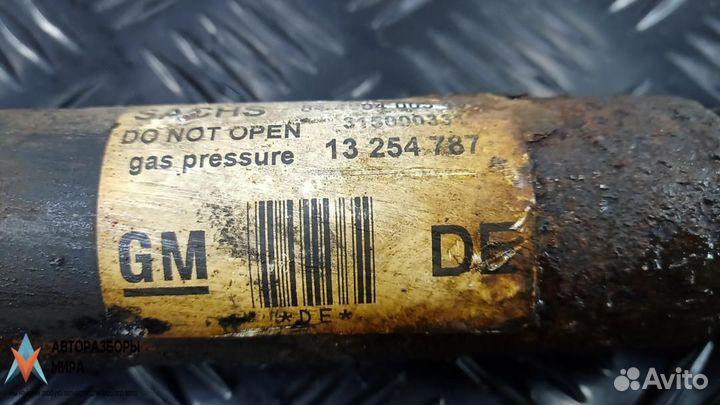 SACHS
DO NOT OPEN 31500033
gas pressure 13 254 787
GM DE
*DE*
АВТОРАЗБОРЫ
МИРА
Avito